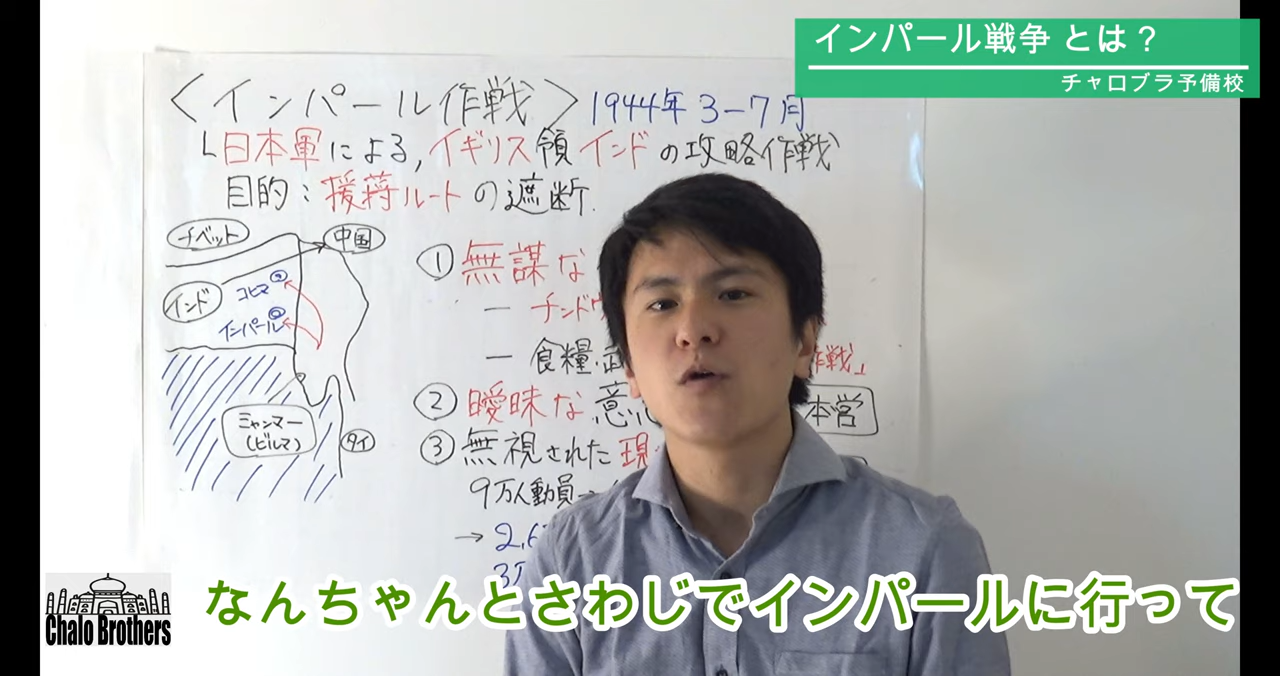 インパール戦争 とは？
チャロブラ予備校
〈インパール作戦〉 1944年 3-7月
└日本軍による,イギリス領インドの攻略作戦
目的：援蒋ルートの遮断.
チベット
中国
インド
コヒマ
インパール
ミャンマー
(ビルマ)
タイ
① 無謀な
— チンドウ
— 食糧・武
作戦」
② 曖昧な意
本営
③ 無視された現
9万人動員→
→ 2,6
3万
なんちゃんとさわじでインパールに行って
Chalo Brothers